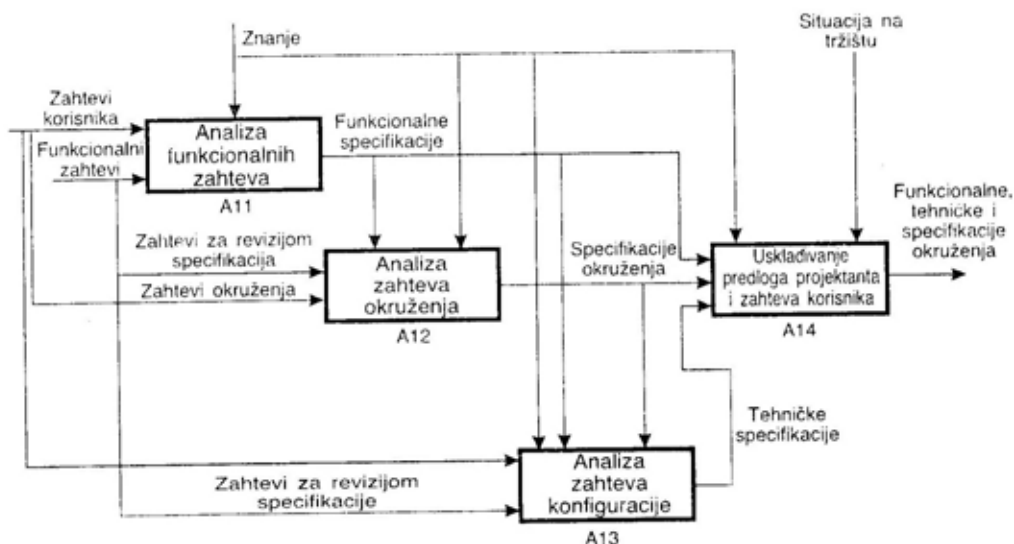 Znanje
Situacija na
tržištu
Zahtevi
korisnika
Funkcionalni
zahtevi
Analiza
funkcionalnih
zahteva
A11
Funkcionalne
specifikacije
Zahtevi za revizijom
specifikacija
Zahtevi okruženja
Analiza
zahteva
okruženja
A12
Specifikacije
okruženja
Usklađivanje
predloga projektanta
i zahteva korisnika
A14
Funkcionalne,
tehničke i
specifikacije
okruženja
Tehničke
specifikacije
Zahtevi za revizijom
specifikacije
Analiza
zahteva
konfiguracije
A13